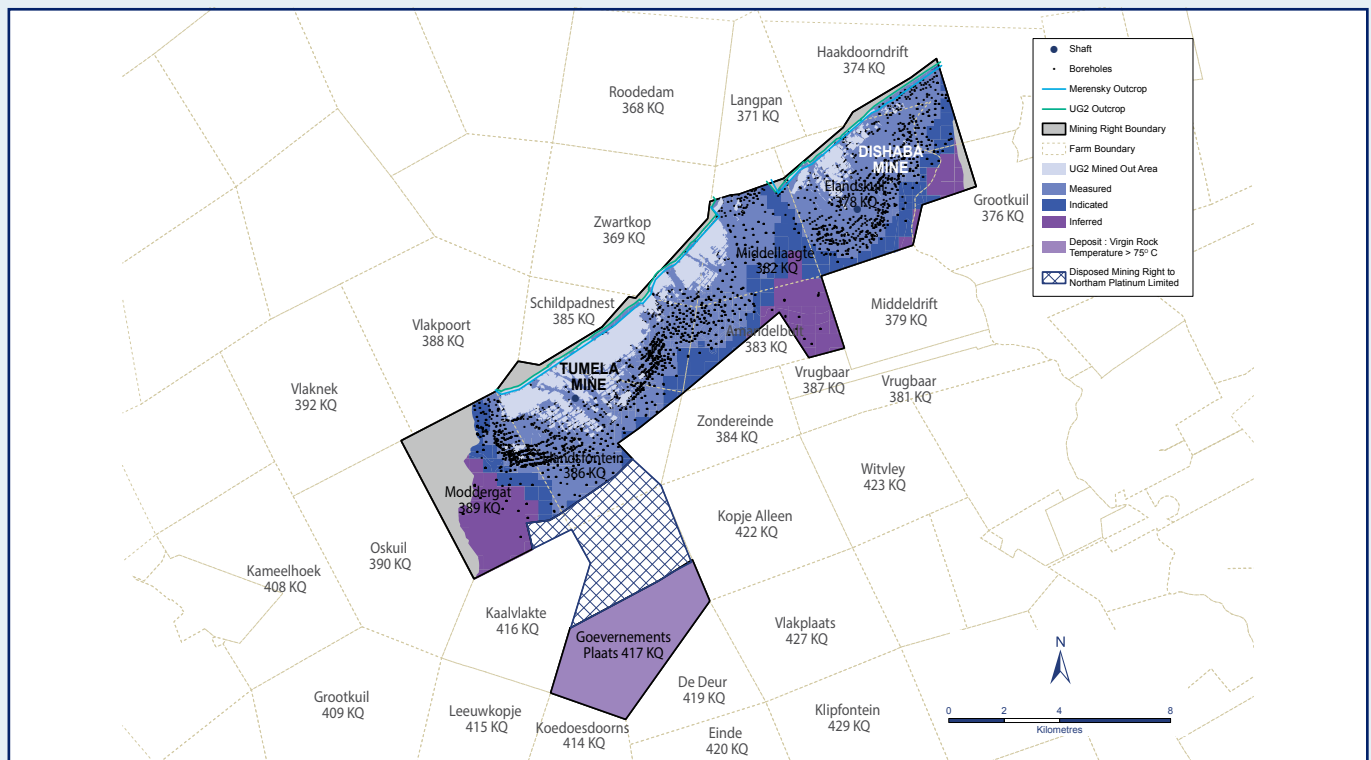 Haakdoorndrift
374 KQ
Roodedam
368 KQ
Langpan
371 KQ
DISHABA
MINE
378 KQ
Grootkuil
376 KQ
Zwartkop
369 KQ
Middellaagte
382 KQ
Schildpadnest
385 KQ
Middeldrift
379 KQ
Vlakpoort
388 KQ
383 KQ
TUMELA
MINE
Vrugbaar
387 KQ
Vrugbaar
381 KQ
Vlaknek
392 KQ
Zondereinde
384 KQ
386 KQ
Witvley
423 KQ
Moddergat
389 KQ
Kopje Alleen
422 KQ
Oskuil
390 KQ
Kameelhoek
408 KQ
Kaalvlakte
416 KQ
Vlakplaats
427 KQ
Goevernements
Plaats 417 KQ
De Deur
419 KQ
Grootkuil
409 KQ
Leeuwkopje
415 KQ
Koedoesdoorns
414 KQ
Klipfontein
429 KQ
Einde
420 KQ
Shaft
Boreholes
Merensky Outcrop
UG2 Outcrop
Mining Right Boundary
Farm Boundary
UG2 Mined Out Area
Measured
Indicated
Inferred
Deposit : Virgin Rock
Temperature > 75° C
Disposed Mining Right to
Northam Platinum Limited
N
0 2 4 8
Kilometres